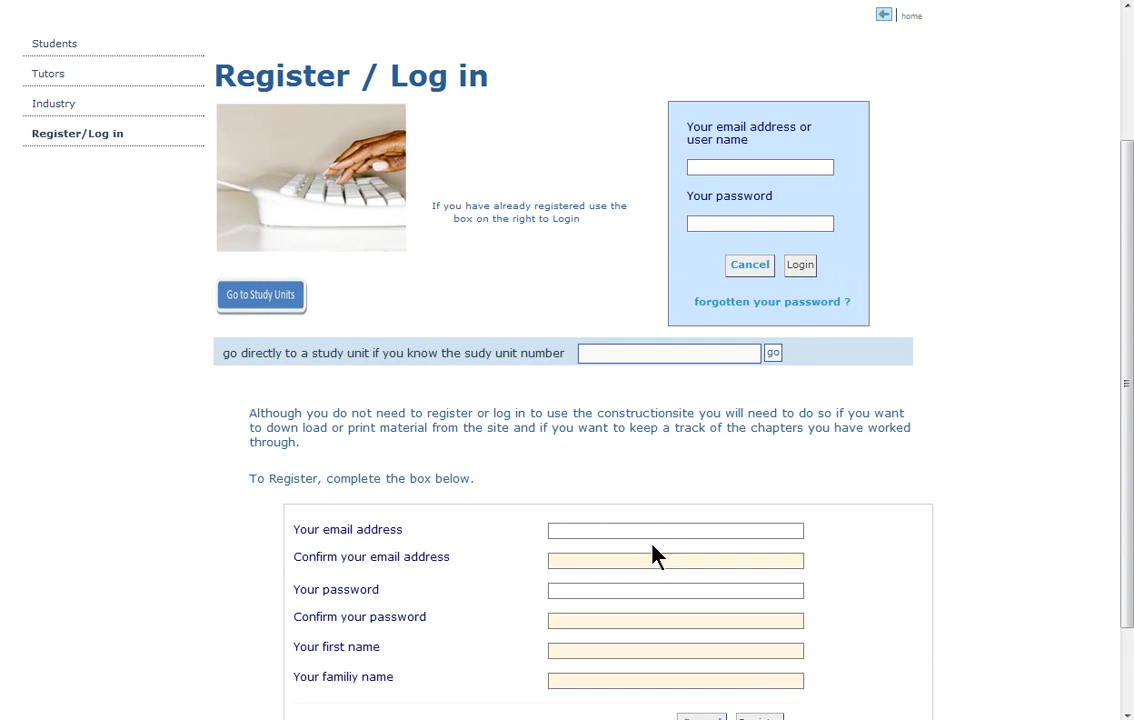 home
Students
Tutors
Industry
Register/Log in
Register / Log in
If you have already registered use the
box on the right to Login
Your email address or
user name
Your password
Cancel Login
forgotten your password ?
Go to Study Units
go directly to a study unit if you know the sudy unit number go
Although you do not need to register or log in to use the constructionsite you will need to do so if you want
to down load or print material from the site and if you want to keep a track of the chapters you have worked
through.
To Register, complete the box below.
Your email address
Confirm your email address
Your password
Confirm your password
Your first name
Your familiy name